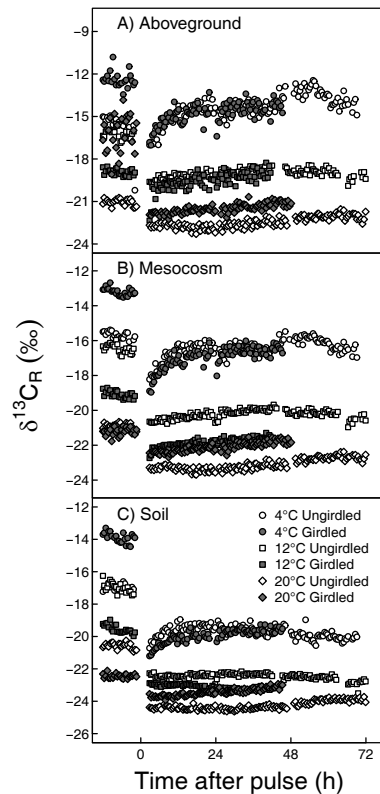 δ¹³C_R (‰)
A) Aboveground
−9
−12
−15
−18
−21
−24
B) Mesocosm
−12
−14
−16
−18
−20
−22
−24
C) Soil
4°C Ungirdled
4°C Girdled
12°C Ungirdled
12°C Girdled
20°C Ungirdled
20°C Girdled
−12
−14
−16
−18
−20
−22
−24
−26
0 24 48 72
Time after pulse (h)